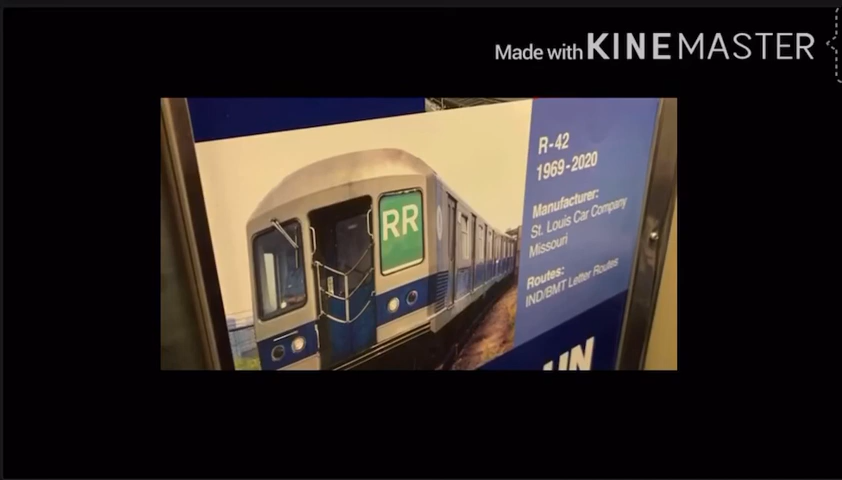 Made with KINEMASTER
RR
R-42
1969-2020
Manufacturer:
St. Louis Car Company
Missouri
Routes:
IND/BMT Letter Routes